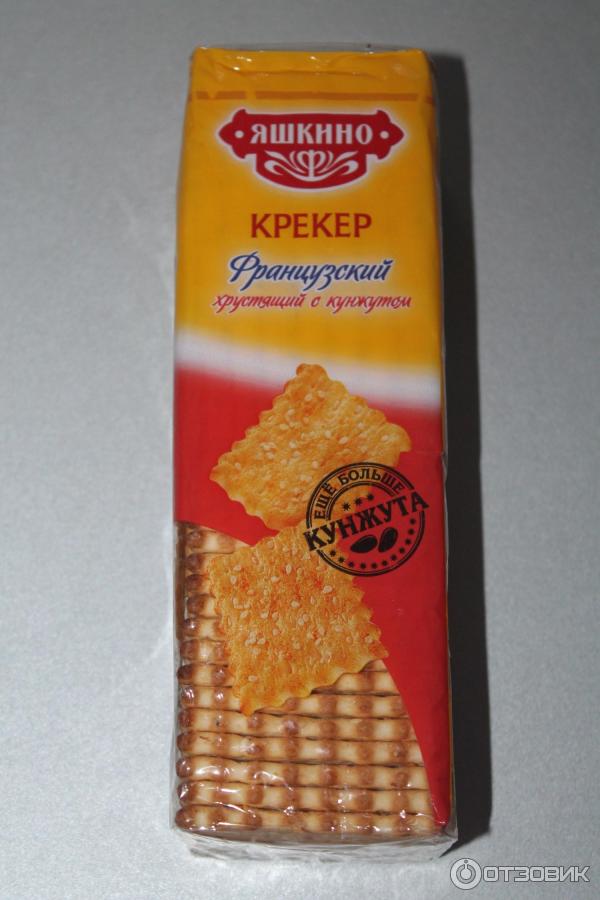 ЯШКИНО
КРЕКЕР
Французский
хрустящий с кунжутом
ЕЩЁ БОЛЬШЕ
КУНЖУТА
ОТЗОВИК